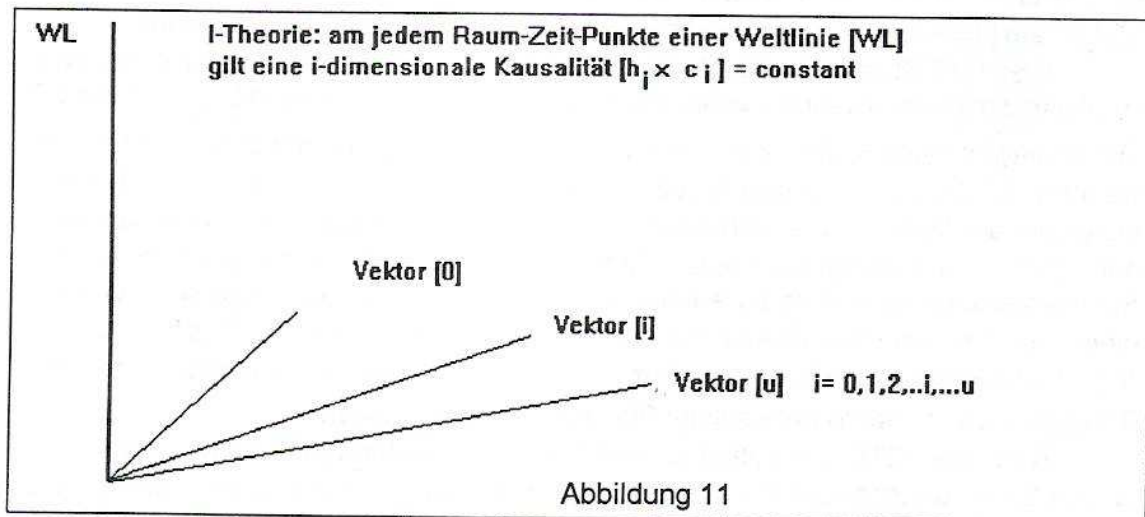 WL
I-Theorie: am jedem Raum-Zeit-Punkte einer Weltlinie [WL]
gilt eine i-dimensionale Kausalität [hᵢ × cᵢ] = constant
Vektor [0]
Vektor [i]
Vektor [u] i= 0,1,2,..i,...u
Abbildung 11